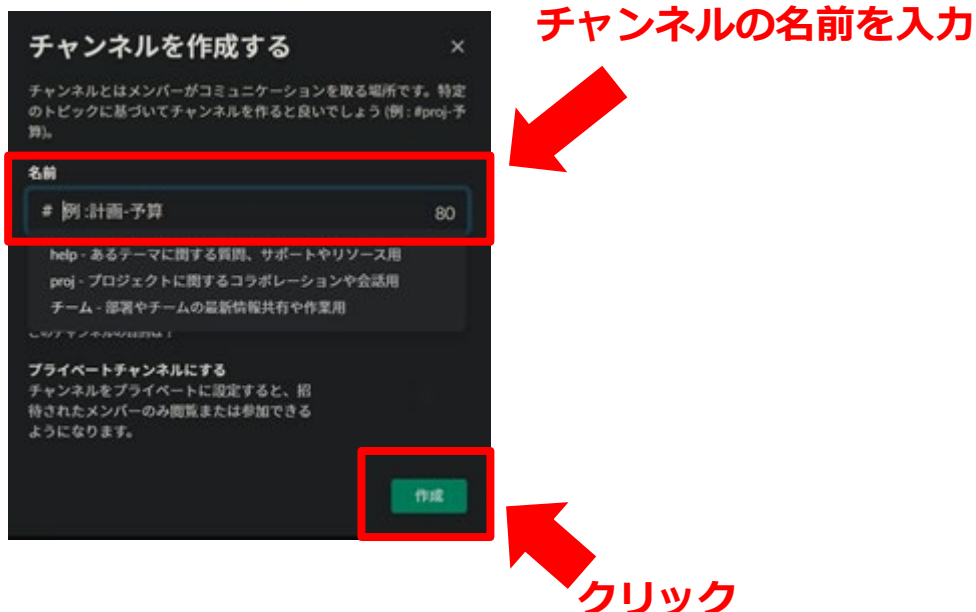 チャンネルの名前を入力
チャンネルを作成する ×
チャンネルとはメンバーがコミュニケーションを取る場所です。特定
のトピックに基づいてチャンネルを作ると良いでしょう (例 : #proj-予
算)。
名前
# 例 :計画-予算 80
help - あるテーマに関する質問、サポートやリソース用
proj - プロジェクトに関するコラボレーションや会話用
チーム - 部署やチームの最新情報共有や作業用
このチャンネルの目的は？
プライベートチャンネルにする
チャンネルをプライベートに設定すると、招
待されたメンバーのみ閲覧または参加できる
ようになります。
作成
クリック